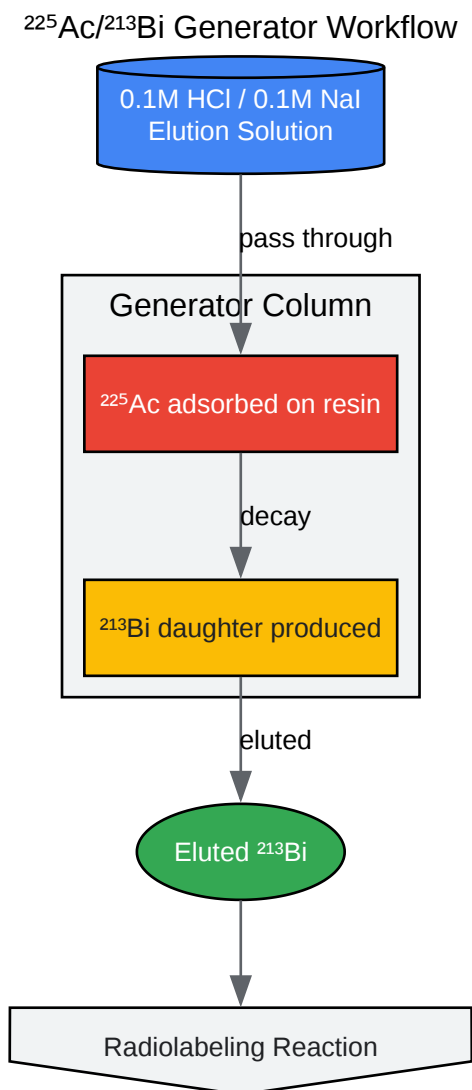 ²²⁵Ac/²¹³Bi Generator Workflow
0.1M HCl / 0.1M NaI
Elution Solution
pass through
Generator Column
²²⁵Ac adsorbed on resin
decay
²¹³Bi daughter produced
eluted
Eluted ²¹³Bi
Radiolabeling Reaction